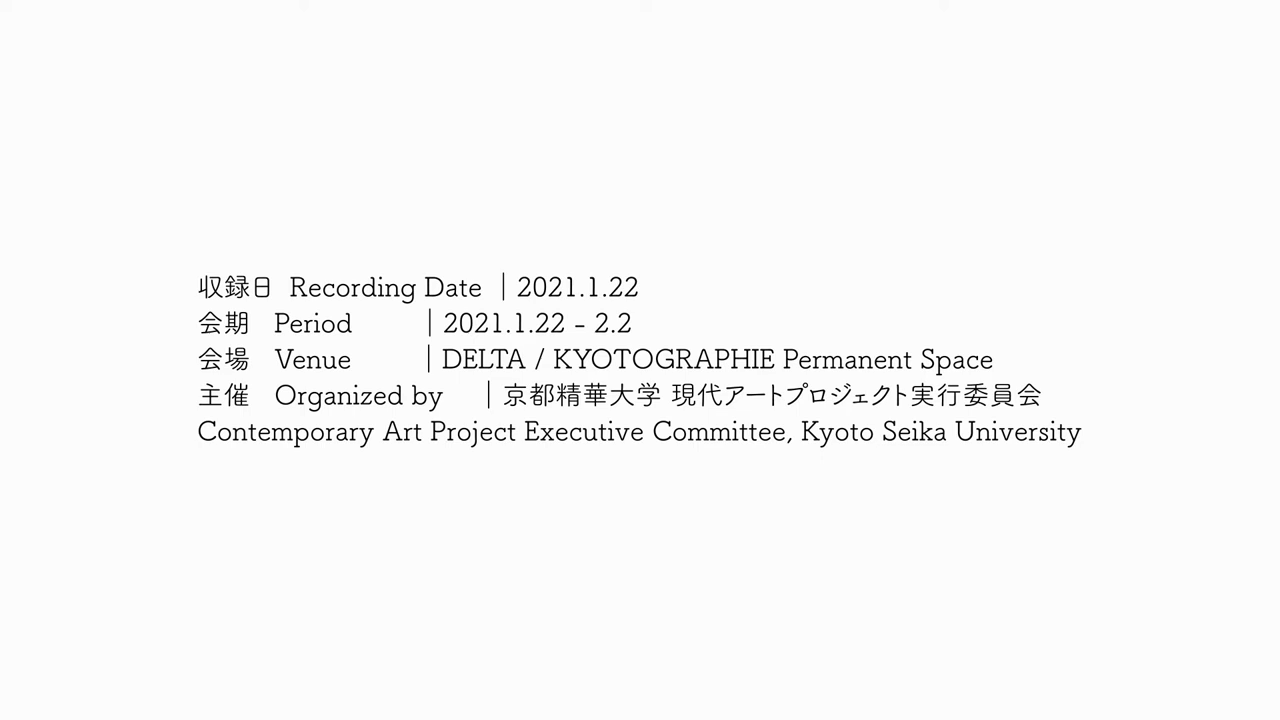 収録日 Recording Date ｜2021.1.22
会期 Period ｜2021.1.22 – 2.2
会場 Venue ｜DELTA / KYOTOGRAPHIE Permanent Space
主催 Organized by ｜京都精華大学 現代アートプロジェクト実行委員会
Contemporary Art Project Executive Committee, Kyoto Seika University